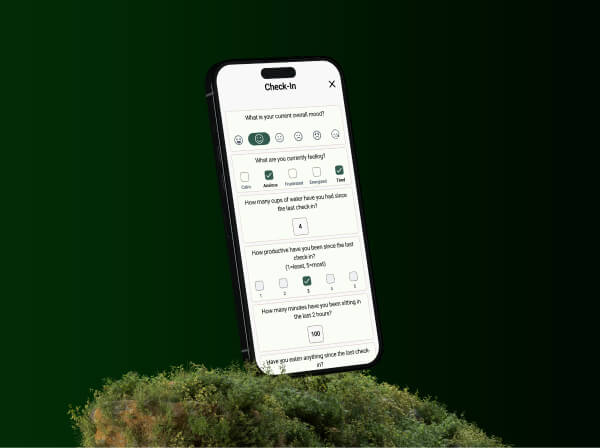 Check-In
What is your current overall mood?
What are you currently feeling?
Calm Anxious Frustrated Energized Tired
How many cups of water have you had since
the last check in?
4
How productive have you been since the last
check in?
(1=least, 5=most)
1 2 3 4 5
How many minutes have you been sitting in
the last 2 hours?
100
Have you eaten anything since the last check-
in?